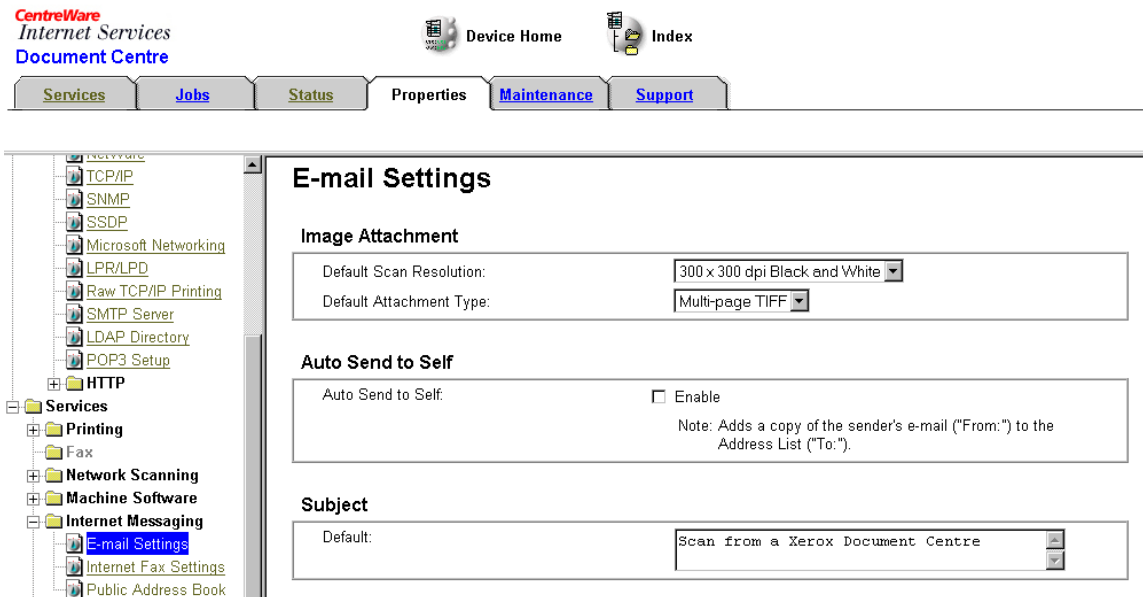 CentreWare
Internet Services
Document Centre
Device Home
Index
Services
Jobs
Status
Properties
Maintenance
Support
NetWare
TCP/IP
SNMP
SSDP
Microsoft Networking
LPR/LPD
Raw TCP/IP Printing
SMTP Server
LDAP Directory
POP3 Setup
HTTP
Services
Printing
Fax
Network Scanning
Machine Software
Internet Messaging
E-mail Settings
Internet Fax Settings
Public Address Book
E-mail Settings
Image Attachment
Default Scan Resolution: 300 x 300 dpi Black and White
Default Attachment Type: Multi-page TIFF
Auto Send to Self
Auto Send to Self: Enable
Note: Adds a copy of the sender's e-mail ("From:") to the
Address List ("To:").
Subject
Default: Scan from a Xerox Document Centre